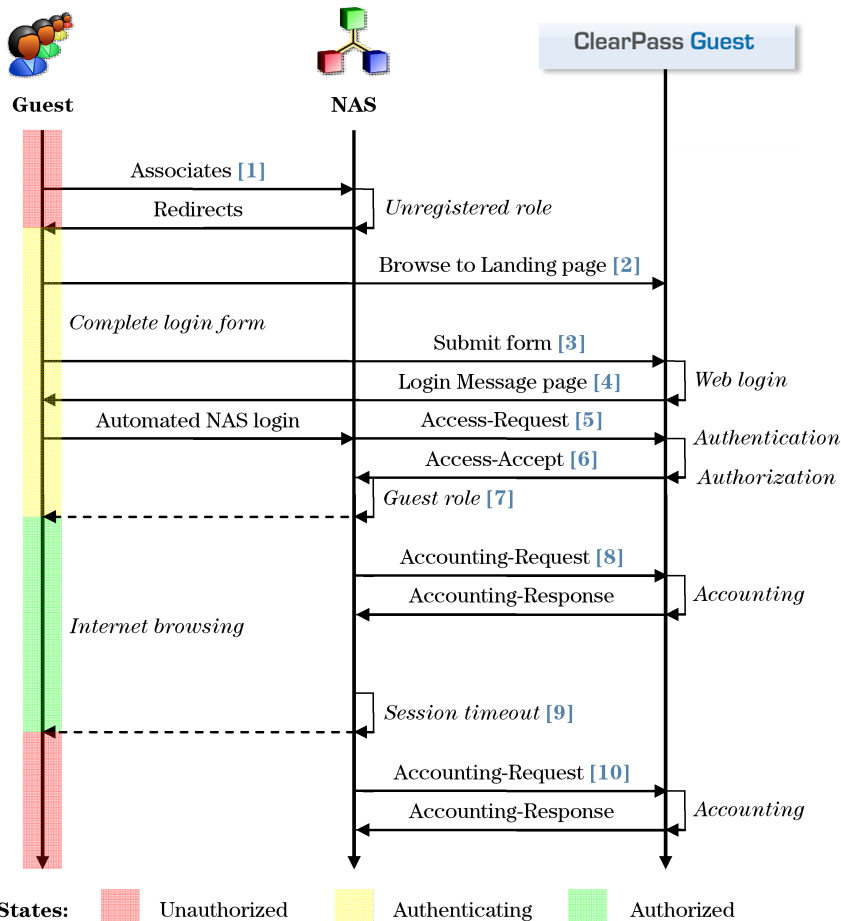 ClearPass Guest
Guest
NAS
Associates [1]
Redirects
Unregistered role
Browse to Landing page [2]
Complete login form
Submit form [3]
Login Message page [4]
Web login
Automated NAS login
Access-Request [5]
Authentication
Access-Accept [6]
Authorization
Guest role [7]
Accounting-Request [8]
Accounting-Response
Accounting
Internet browsing
Session timeout [9]
Accounting-Request [10]
Accounting-Response
Accounting
States:
Unauthorized
Authenticating
Authorized